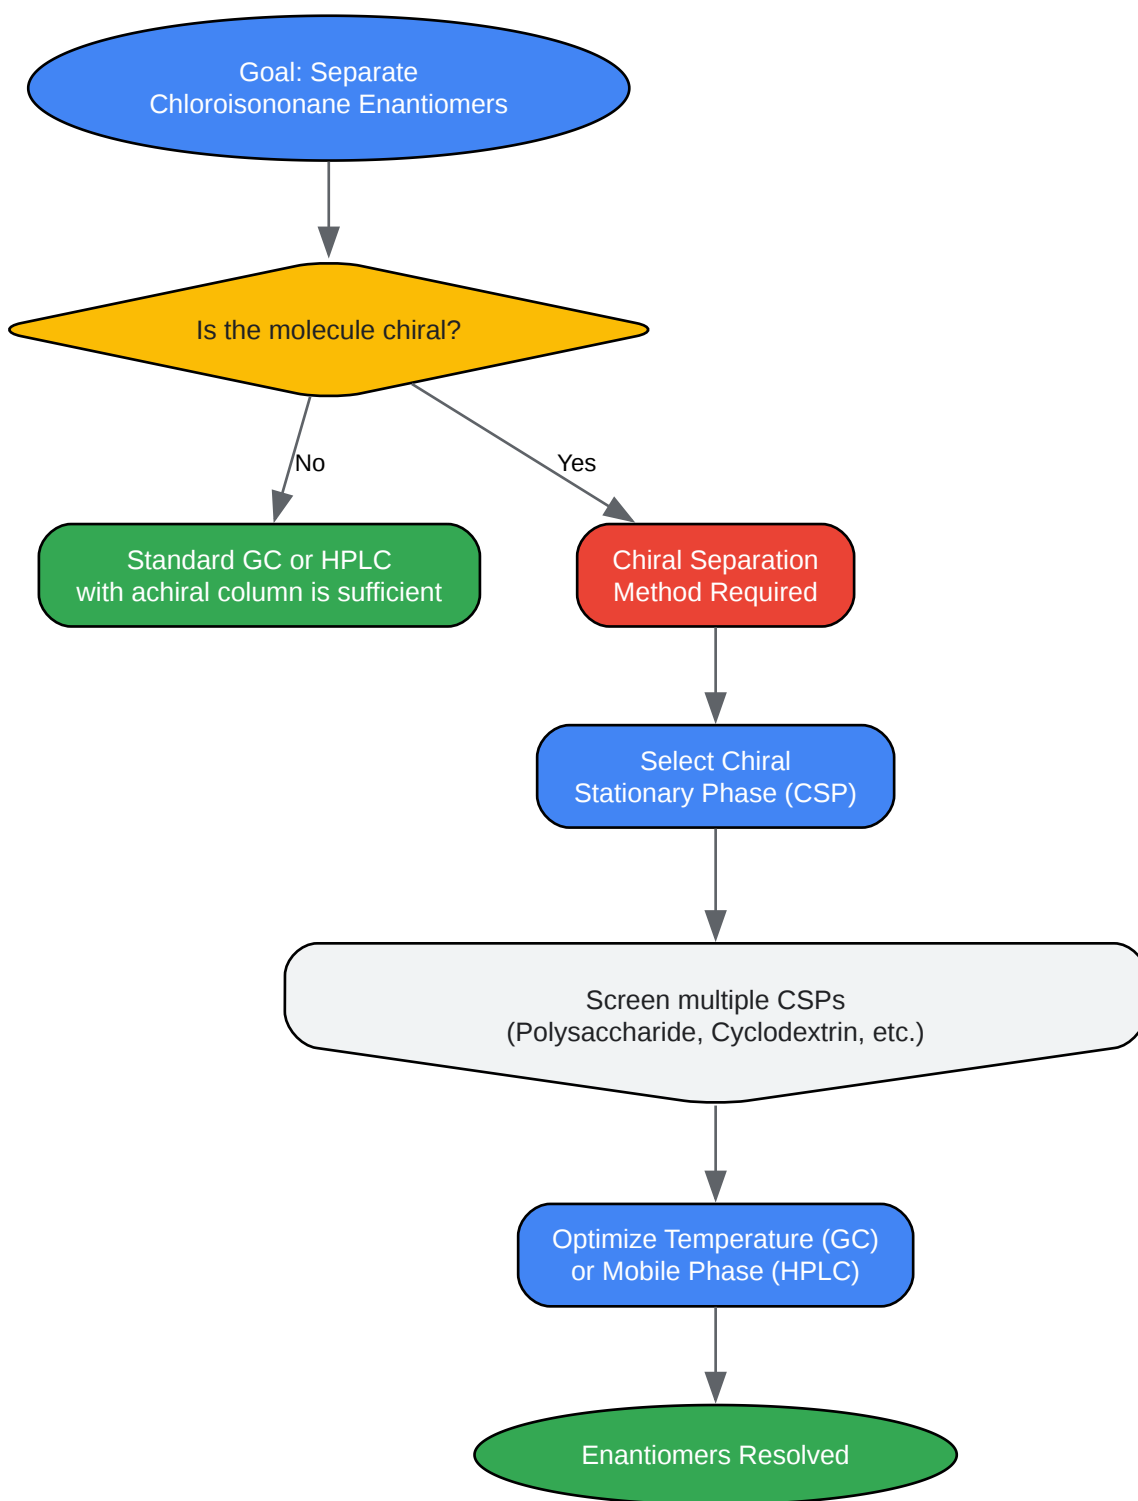 Goal: Separate
Chloroisononane Enantiomers
Is the molecule chiral?
No
Yes
Standard GC or HPLC
with achiral column is sufficient
Chiral Separation
Method Required
Select Chiral
Stationary Phase (CSP)
Screen multiple CSPs
(Polysaccharide, Cyclodextrin, etc.)
Optimize Temperature (GC)
or Mobile Phase (HPLC)
Enantiomers Resolved